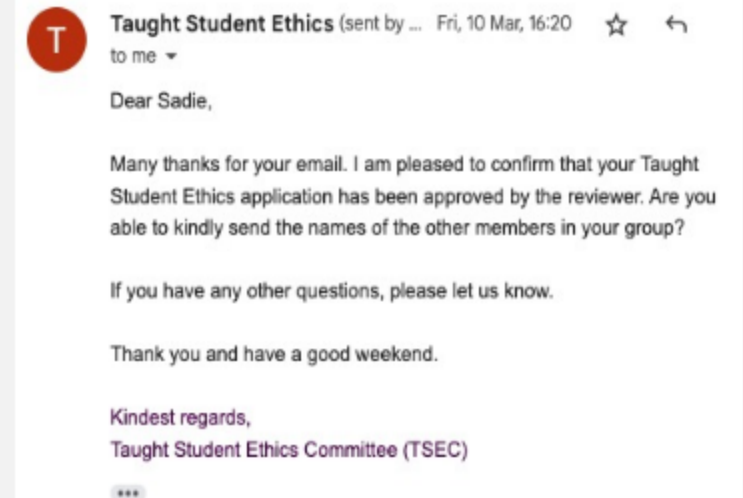 T
Taught Student Ethics (sent by ... Fri, 10 Mar, 16:20
to me
Dear Sadie,
Many thanks for your email. I am pleased to confirm that your Taught
Student Ethics application has been approved by the reviewer. Are you
able to kindly send the names of the other members in your group?
If you have any other questions, please let us know.
Thank you and have a good weekend.
Kindest regards,
Taught Student Ethics Committee (TSEC)